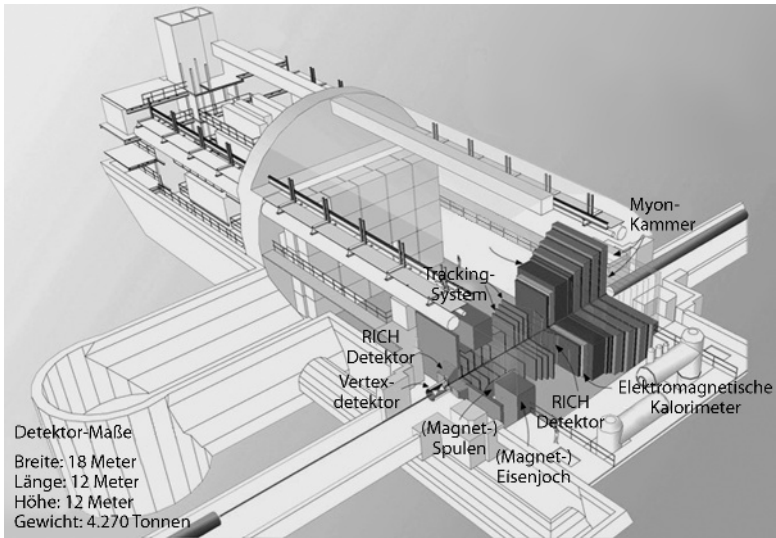 Myon-
Kammer
Tracking-
System
RICH
Detektor
Vertex-
detektor
(Magnet-)
Spulen
(Magnet-)
Eisenjoch
RICH
Detektor
Elektromagnetische
Kalorimeter
Detektor-Maße
Breite: 18 Meter
Länge: 12 Meter
Höhe: 12 Meter
Gewicht: 4.270 Tonnen